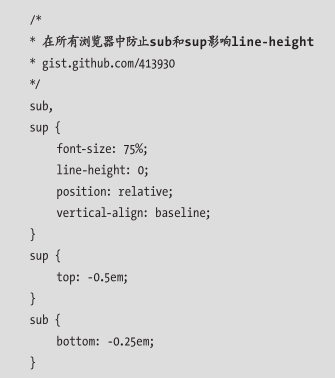 /*
* 在所有浏览器中防止sub和sup影响line-height
* gist.github.com/413930
*/
sub,
sup {
    font-size: 75%;
    line-height: 0;
    position: relative;
    vertical-align: baseline;
}
sup {
    top: -0.5em;
}
sub {
    bottom: -0.25em;
}